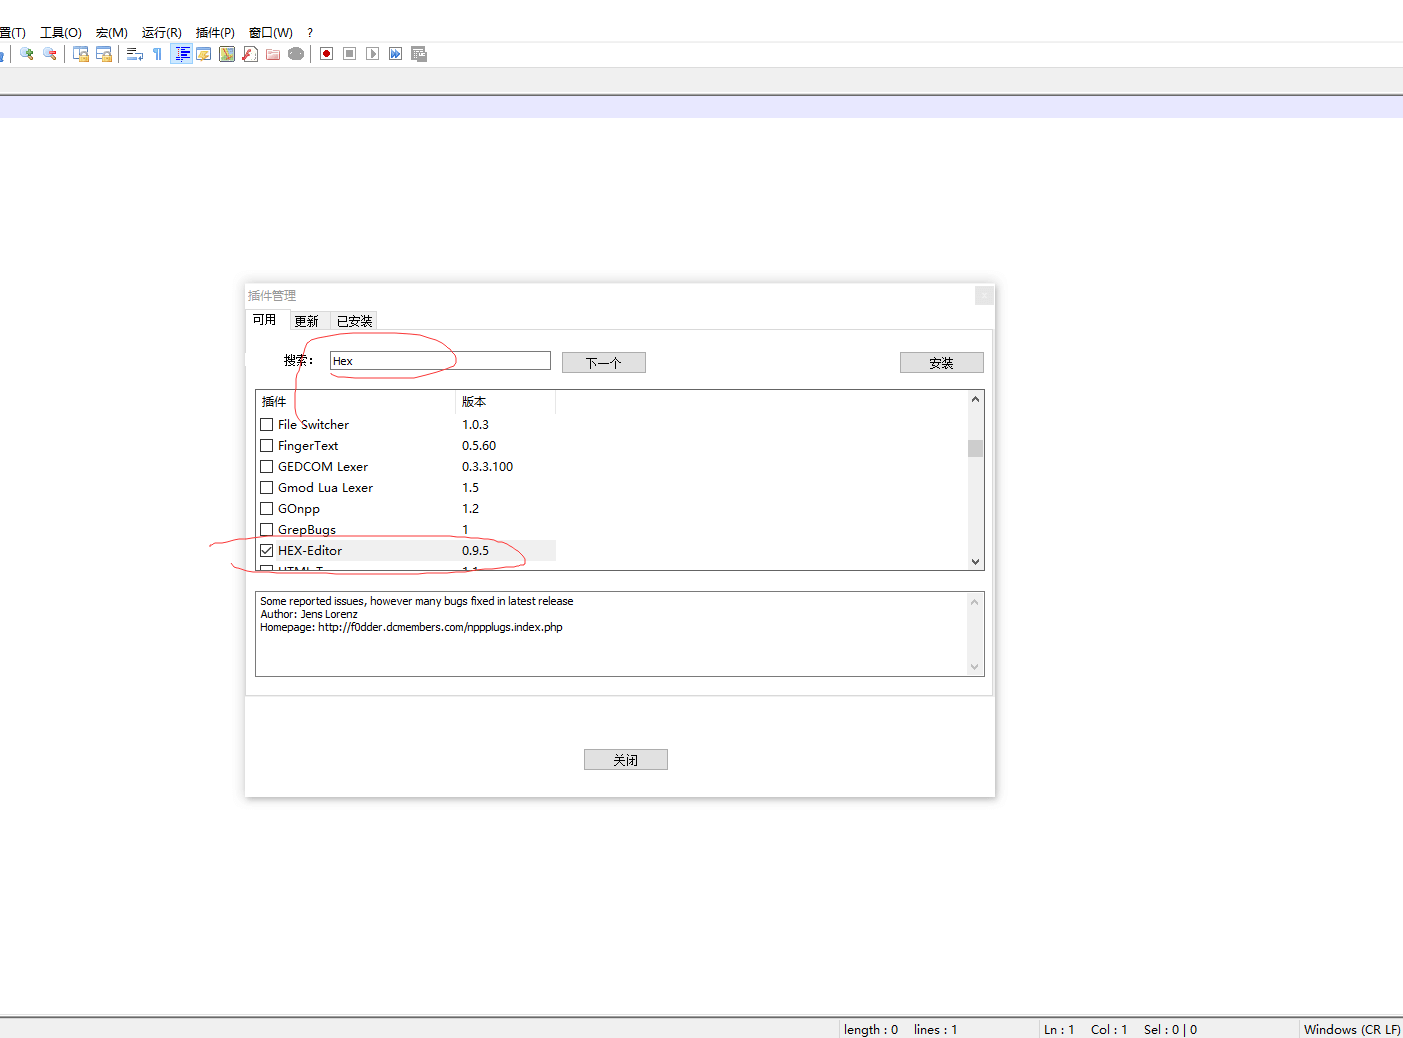 置(T) 工具(O) 宏(M) 运行(R) 插件(P) 窗口(W) ?
插件管理
可用 更新 已安装
搜索： Hex 下一个 安装
插件 版本
File Switcher 1.0.3
FingerText 0.5.60
GEDCOM Lexer 0.3.3.100
Gmod Lua Lexer 1.5
GOnpp 1.2
GrepBugs 1
HEX-Editor 0.9.5
Some reported issues, however many bugs fixed in latest release
Author: Jens Lorenz
Homepage: http://f0dder.dcmembers.com/nppplugs.index.php
关闭
length : 0 lines : 1 Ln : 1 Col : 1 Sel : 0 | 0 Windows (CR LF)